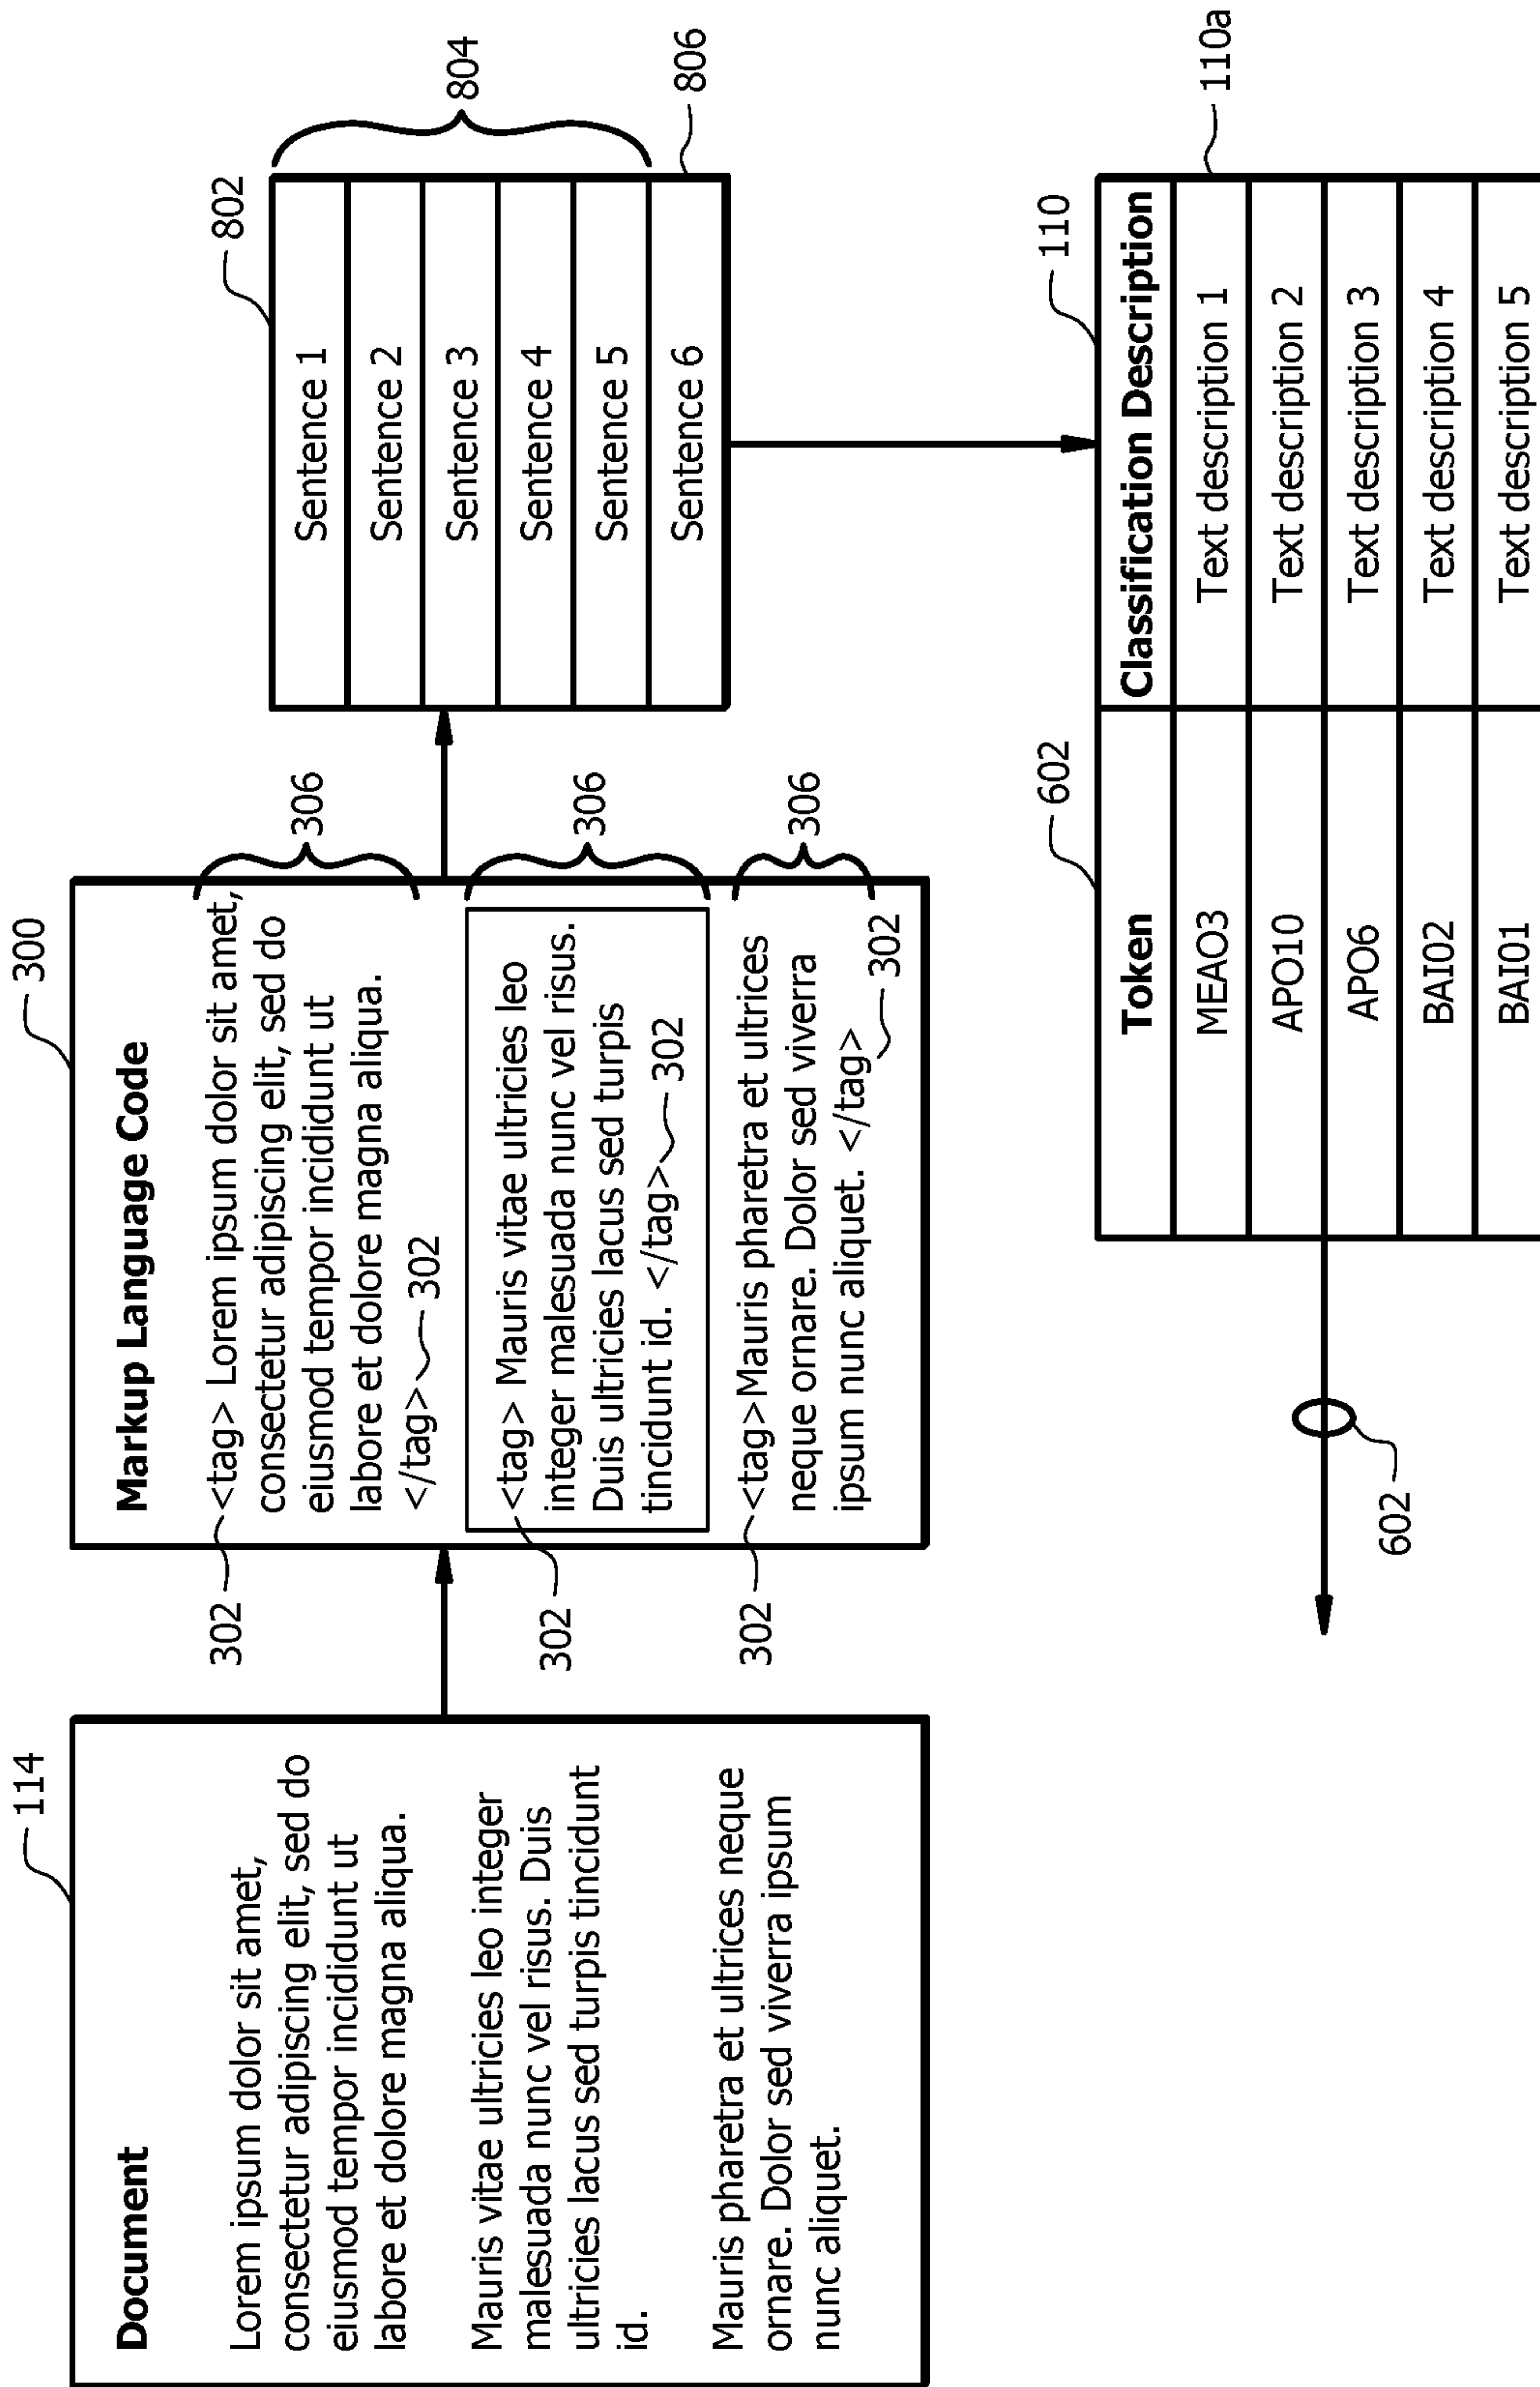 114
Document
Lorem ipsum dolor sit amet,
consectetur adipiscing elit, sed do
eiusmod tempor incididunt ut
labore et dolore magna aliqua.
Mauris vitae ultricies leo integer
malesuada nunc vel risus. Duis
ultricies lacus sed turpis tincidunt
id.
Mauris pharetra et ultrices neque
ornare. Dolor sed viverra ipsum
nunc aliquet.
300
Markup Language Code
302
<tag> Lorem ipsum dolor sit amet,
consectetur adipiscing elit, sed do
eiusmod tempor incididunt ut
labore et dolore magna aliqua.
</tag> 302
306
302
<tag> Mauris vitae ultricies leo
integer malesuada nunc vel risus.
Duis ultricies lacus sed turpis
tincidunt id. </tag> 302
306
302
<tag>Mauris pharetra et ultrices
neque ornare. Dolor sed viverra
ipsum nunc aliquet. </tag>
302
306
802
Sentence 1
Sentence 2
Sentence 3
Sentence 4
Sentence 5
Sentence 6
804
806
602
110
Token Classification Description
MEAO3 Text description 1
110a
APO10 Text description 2
APO6 Text description 3
BAI02 Text description 4
BAI01 Text description 5
602